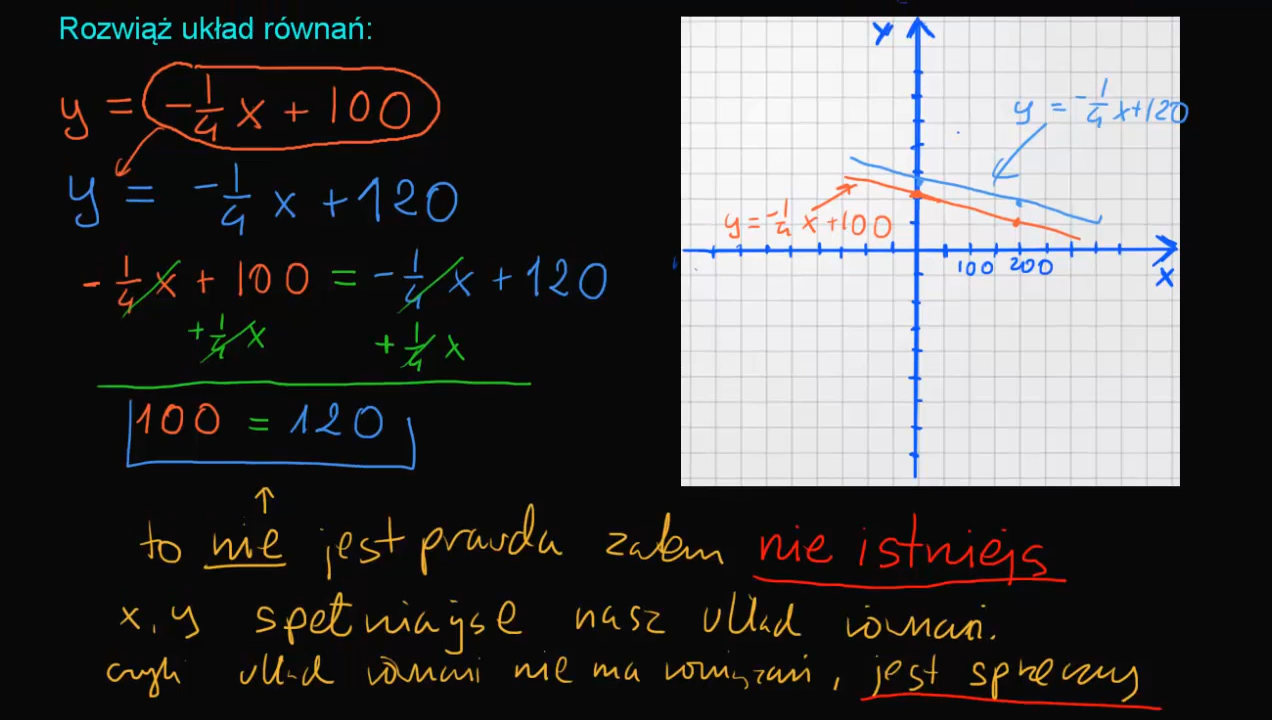 Rozwiąż układ równań:
y = -1/4 x + 100
y = -1/4 x + 120
-1/4 x + 100 = -1/4 x + 120
+1/4 x +1/4 x
100 = 120
↑
to nie jest prawda zatem nie istnieją
x, y spełniające nasz układ równań.
czyli układ równań nie ma rozwiązań, jest sprzeczny
y
y = -1/4 x+120
y=-1/4 x+100
100 200
x